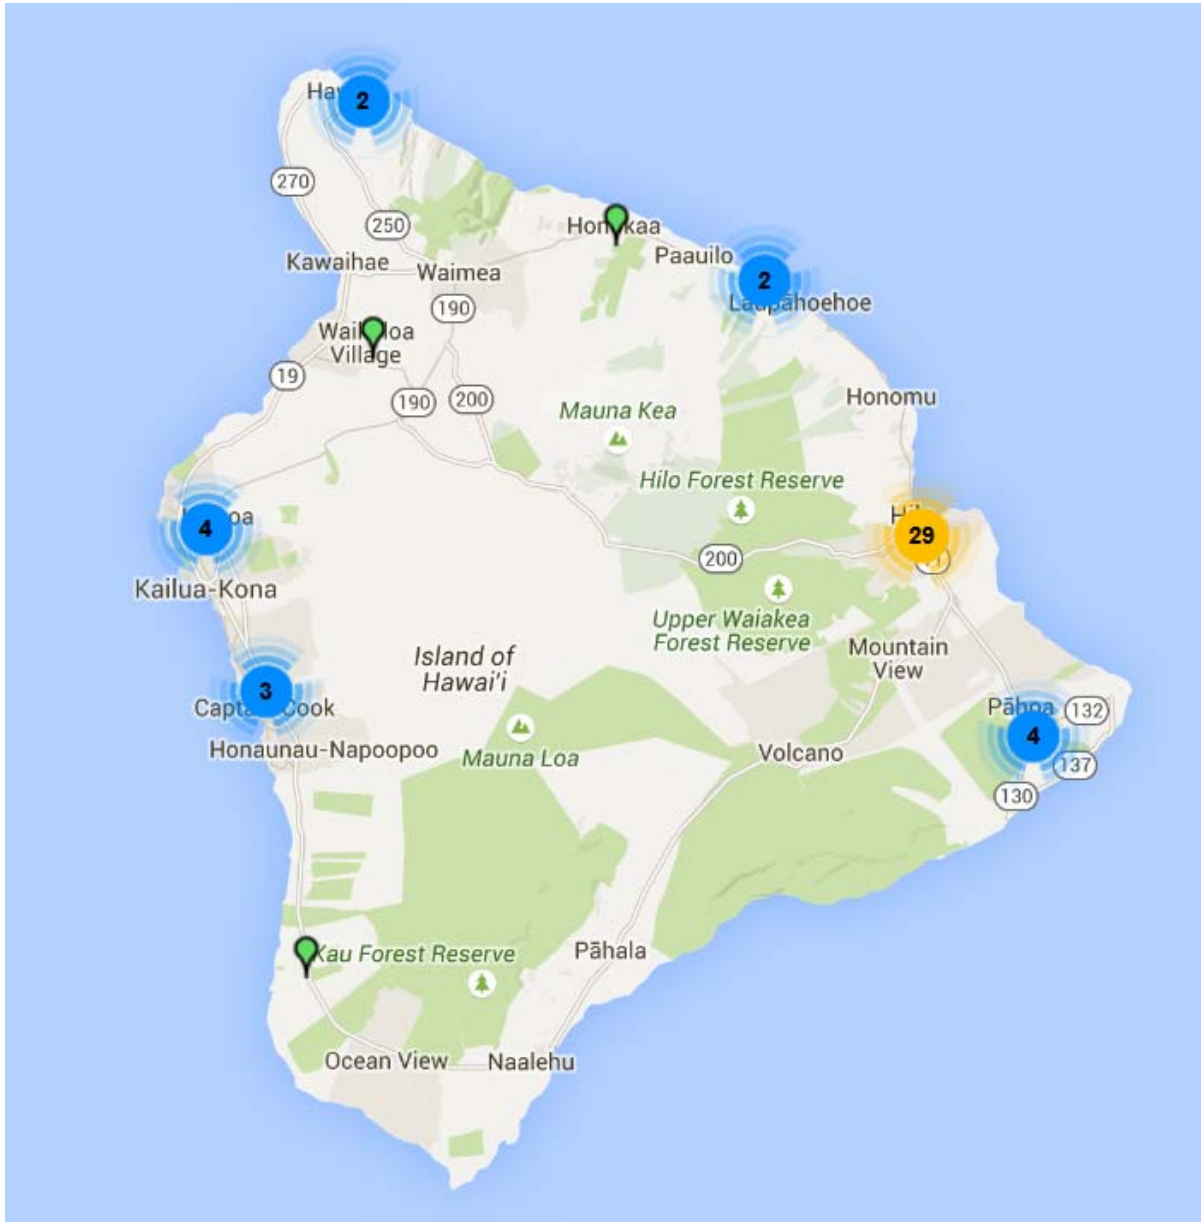 2
270
250
Kawaihae
Waimea
Paauilo
2
190
Village
19
190
200
Mauna Kea
Honomu
Hilo Forest Reserve
4
29
200
Kailua-Kona
Upper Waiakea
Forest Reserve
Mountain
View
Island of
Hawai'i
3
Cook
Pāhoa
132
4
Honaunau-Napoopoo
Mauna Loa
Volcano
137
130
Kau Forest Reserve
Pāhala
Ocean View
Naalehu